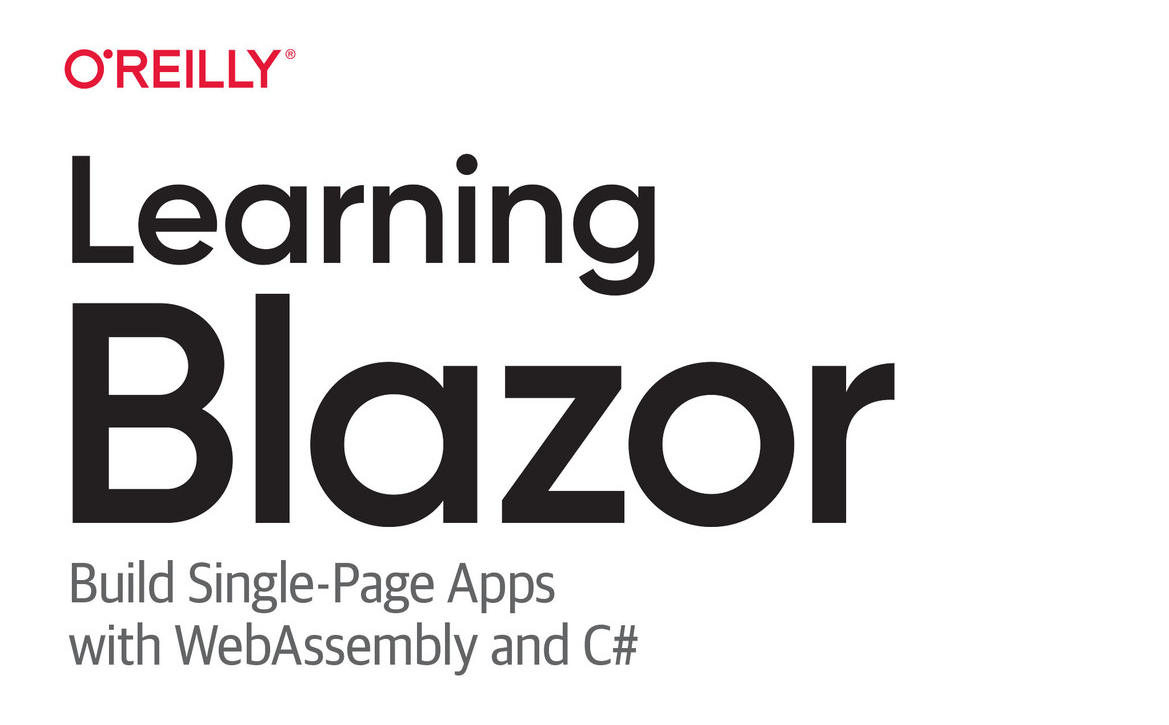 O'REILLY®
Learning
Blazor
Build Single-Page Apps
with WebAssembly and C#